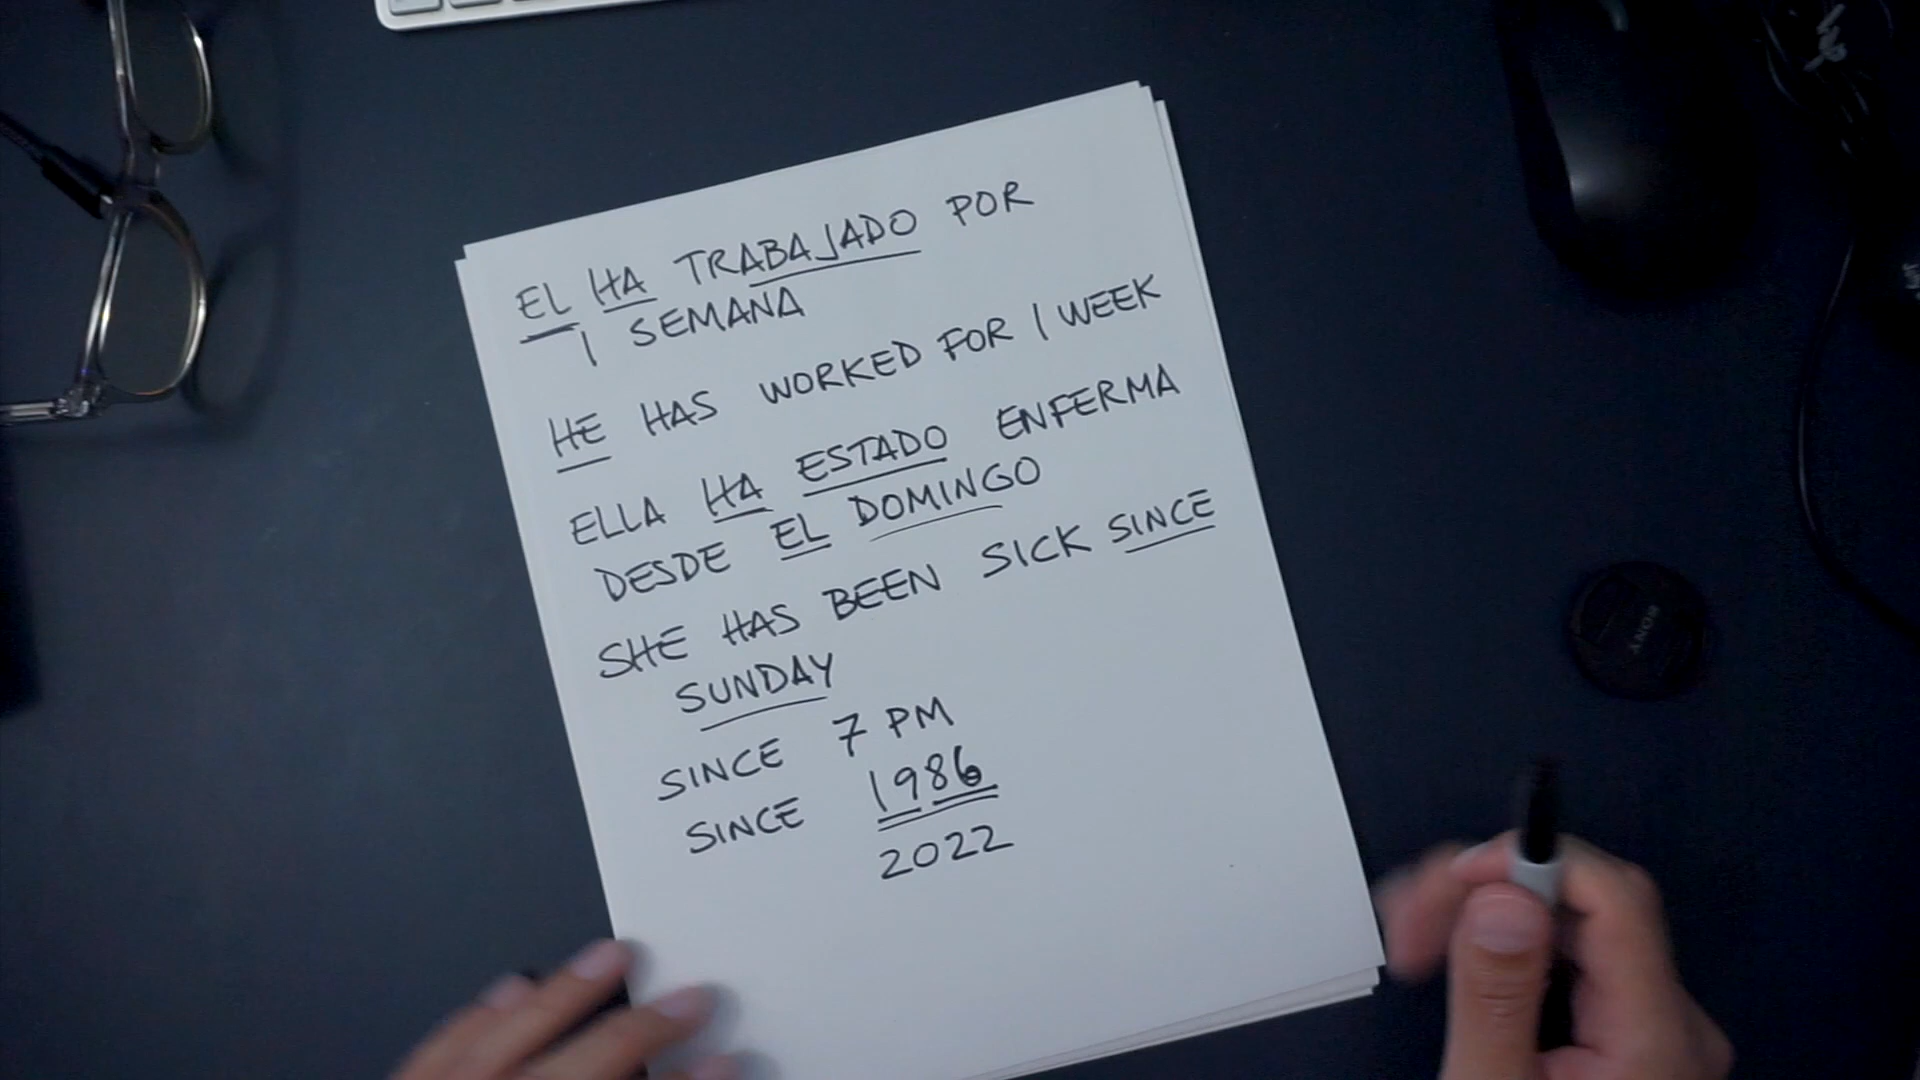 EL HA TRABAJADO POR
1 SEMANA
HE HAS WORKED FOR 1 WEEK
ELLA HA ESTADO ENFERMA
DESDE EL DOMINGO
SHE HAS BEEN SICK SINCE
SUNDAY
SINCE 7 PM
SINCE 1986
2022
SONY